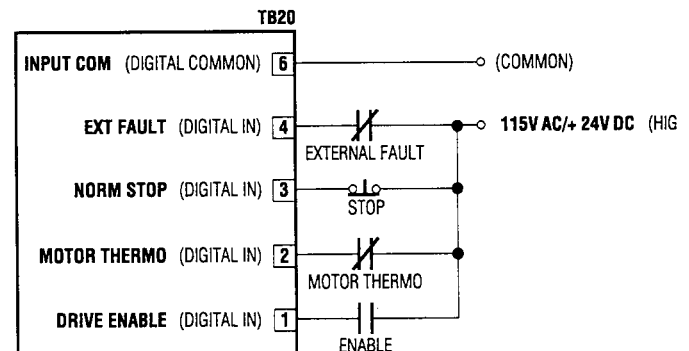 TB20
INPUT COM (DIGITAL COMMON) 6 (COMMON)
EXT FAULT (DIGITAL IN) 4 115V AC/+ 24V DC (HIG
EXTERNAL FAULT
NORM STOP (DIGITAL IN) 3
STOP
MOTOR THERMO (DIGITAL IN) 2
MOTOR THERMO
DRIVE ENABLE (DIGITAL IN) 1
ENABLE